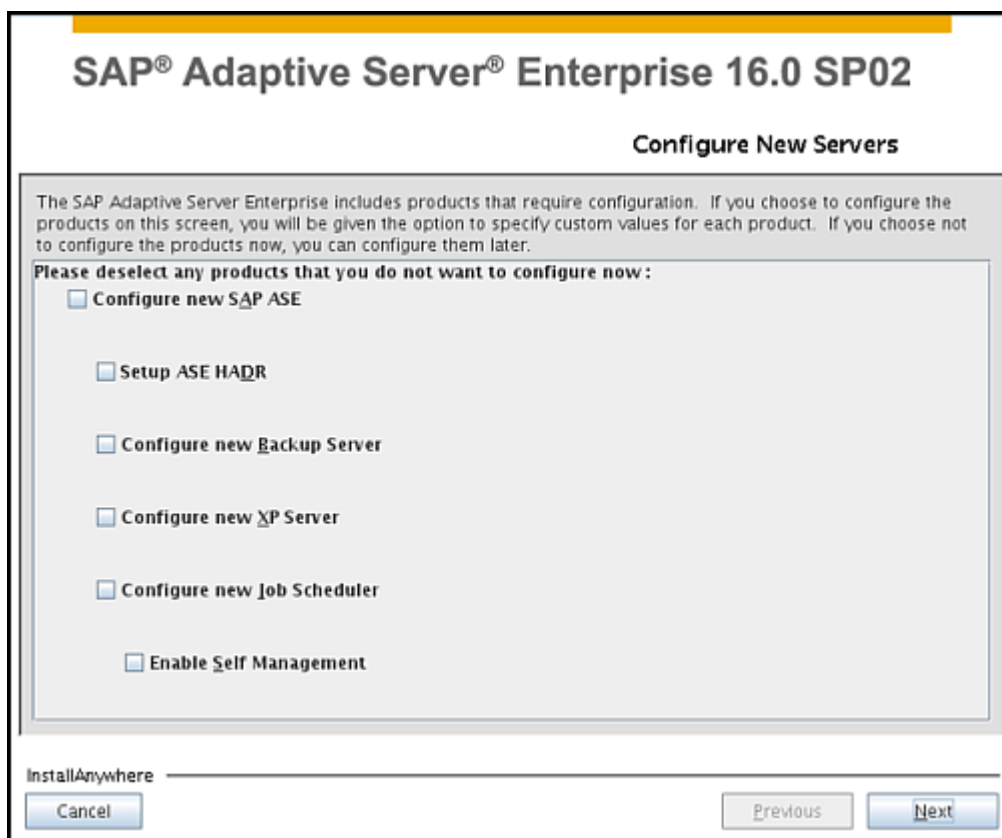 SAP® Adaptive Server® Enterprise 16.0 SP02
Configure New Servers
The SAP Adaptive Server Enterprise includes products that require configuration. If you choose to configure the
products on this screen, you will be given the option to specify custom values for each product. If you choose not
to configure the products now, you can configure them later.
Please deselect any products that you do not want to configure now :
Configure new SAP ASE
Setup ASE HADR
Configure new Backup Server
Configure new XP Server
Configure new Job Scheduler
Enable Self Management
InstallAnywhere
Cancel
Previous
Next